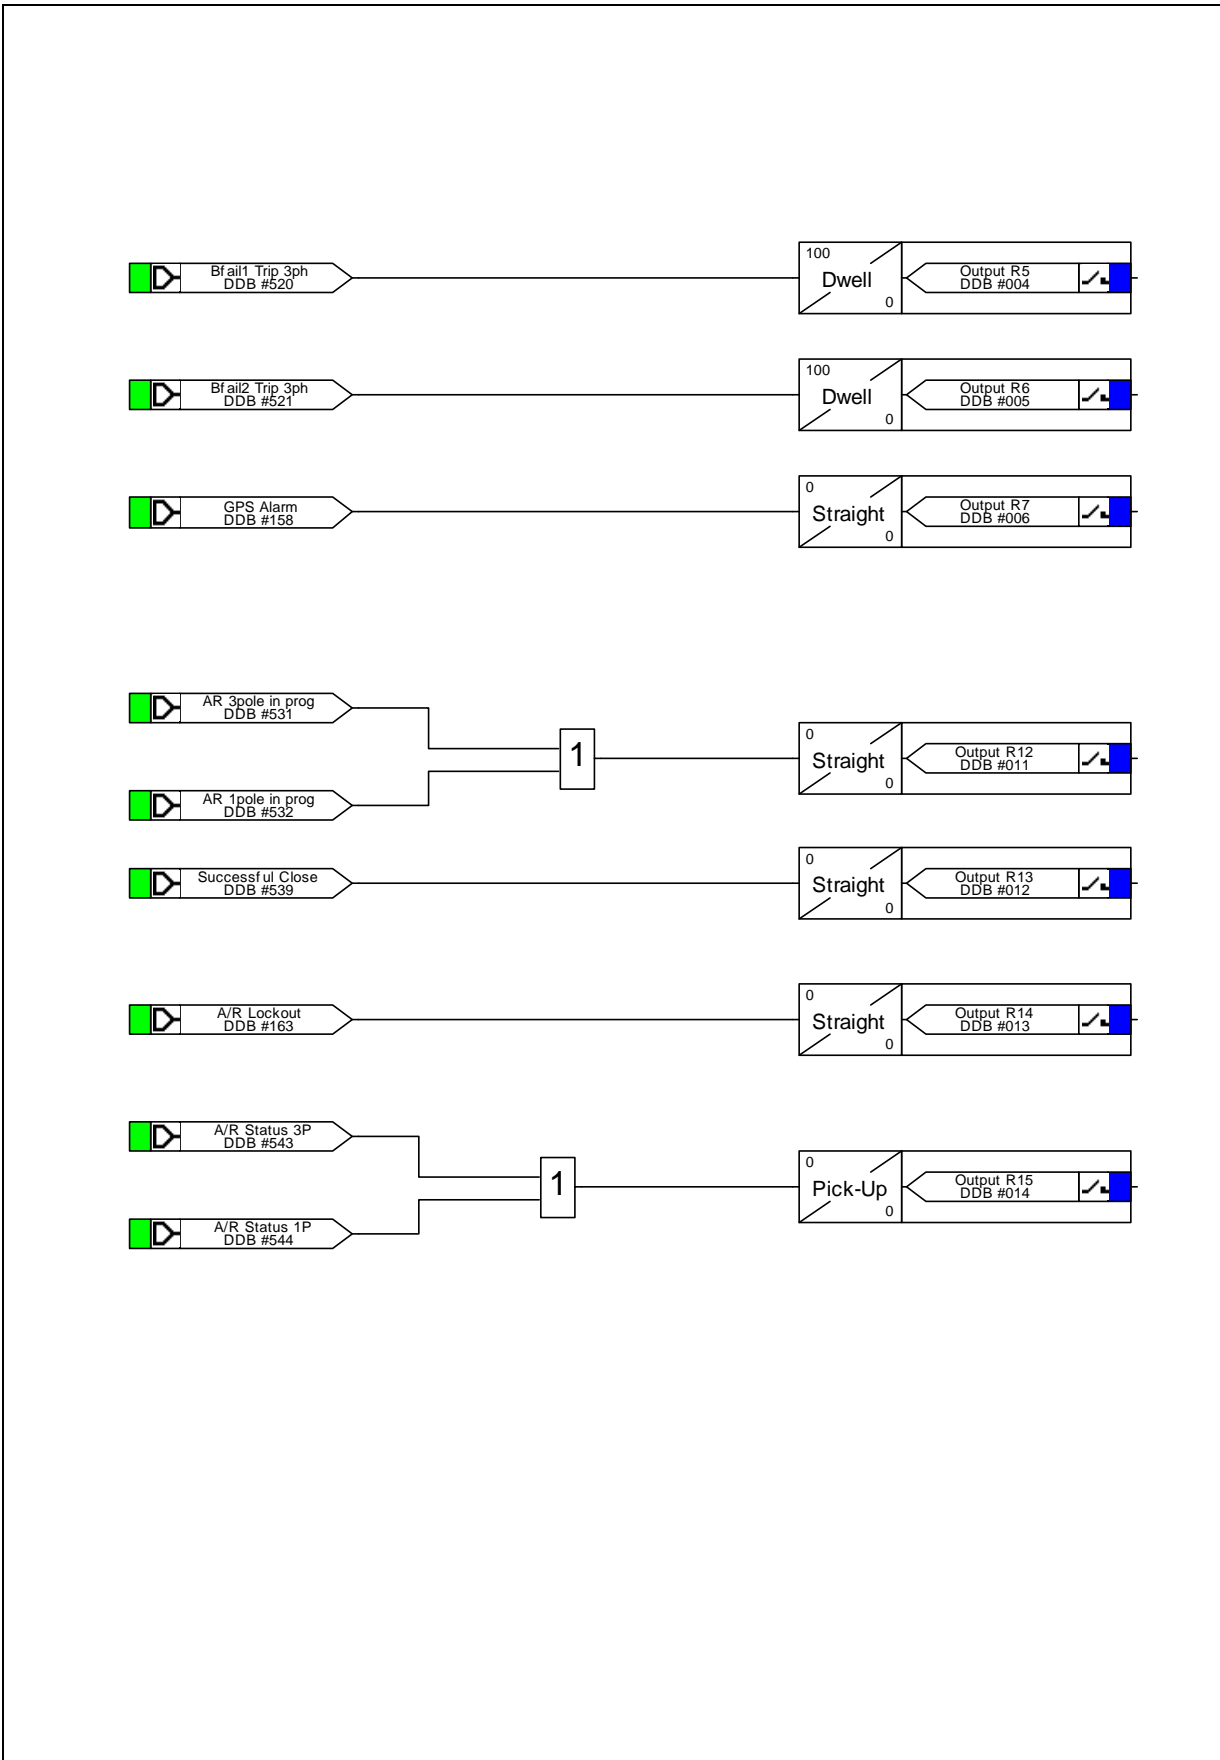 Bfail1 Trip 3ph
DDB #520
100
Dwell
0
Output R5
DDB #004
Bfail2 Trip 3ph
DDB #521
100
Dwell
0
Output R6
DDB #005
GPS Alarm
DDB #158
0
Straight
0
Output R7
DDB #006
AR 3pole in prog
DDB #531
AR 1pole in prog
DDB #532
1
0
Straight
0
Output R12
DDB #011
Successful Close
DDB #539
0
Straight
0
Output R13
DDB #012
A/R Lockout
DDB #163
0
Straight
0
Output R14
DDB #013
A/R Status 3P
DDB #543
A/R Status 1P
DDB #544
1
0
Pick-Up
0
Output R15
DDB #014